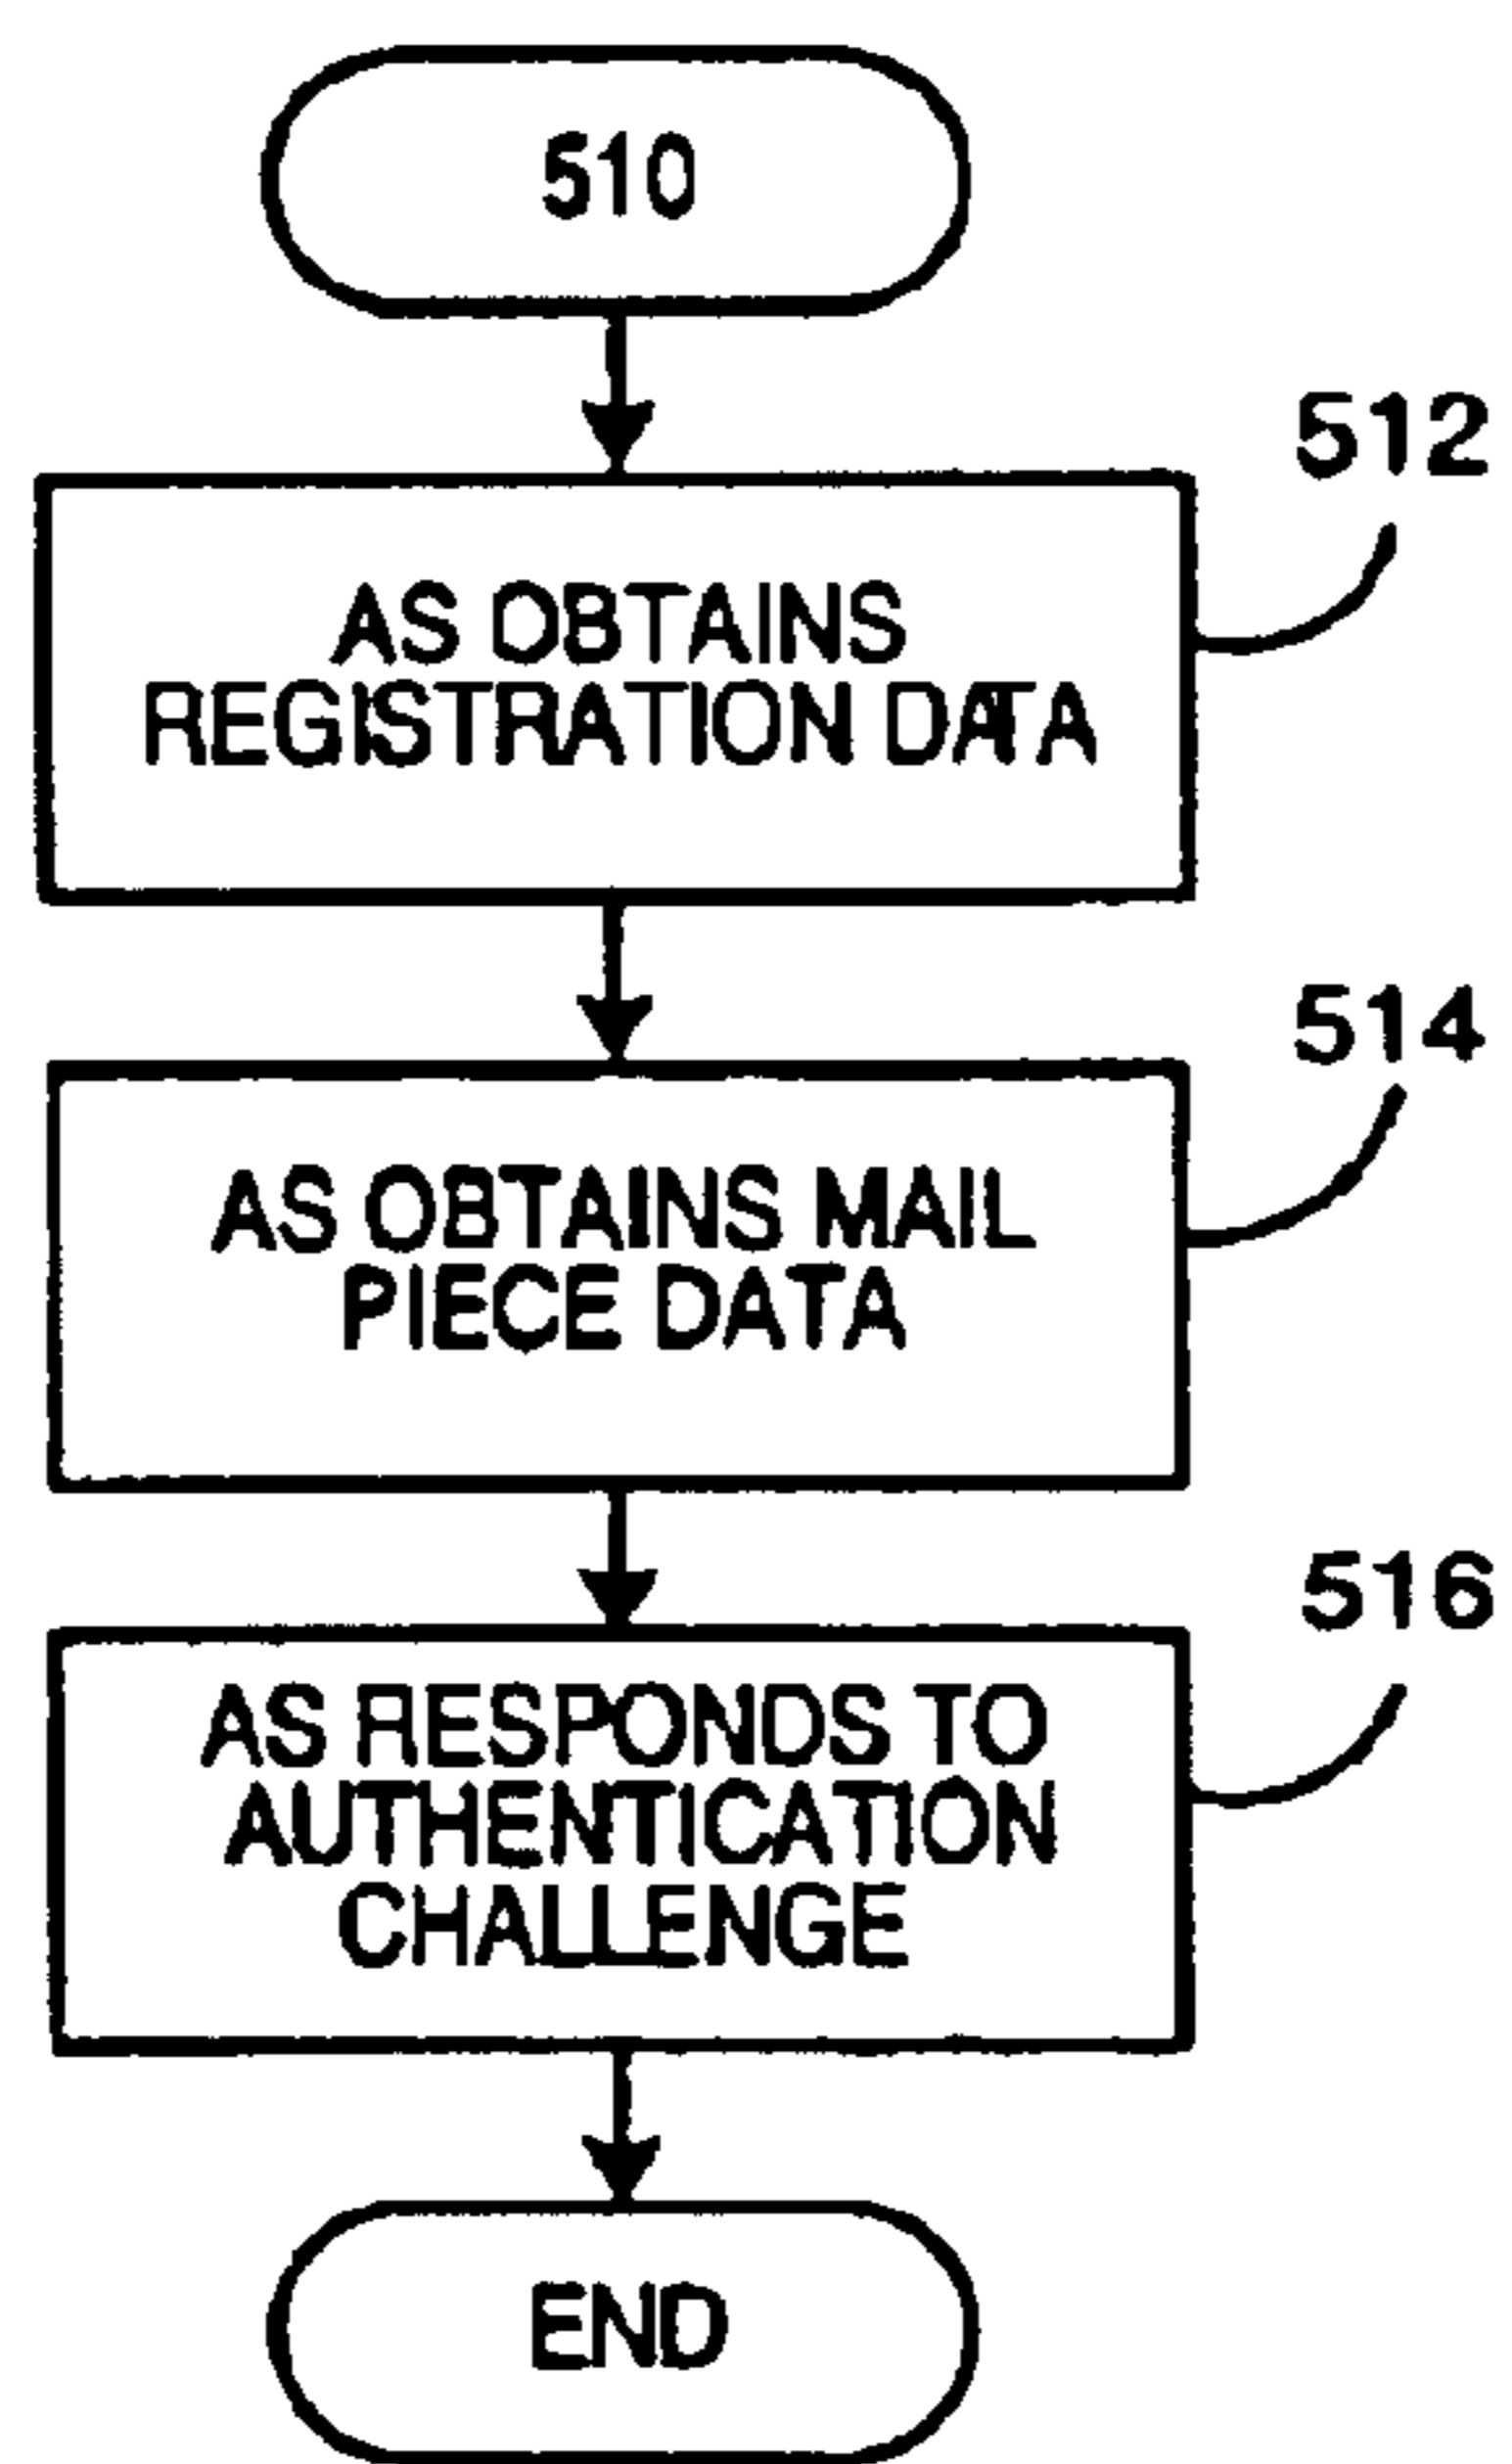 510
512
AS OBTAINS
REGISTRATION DATA
514
AS OBTAINS MAIL
PIECE DATA
516
AS RESPONDS TO
AUTHENTICATION
CHALLENGE
END